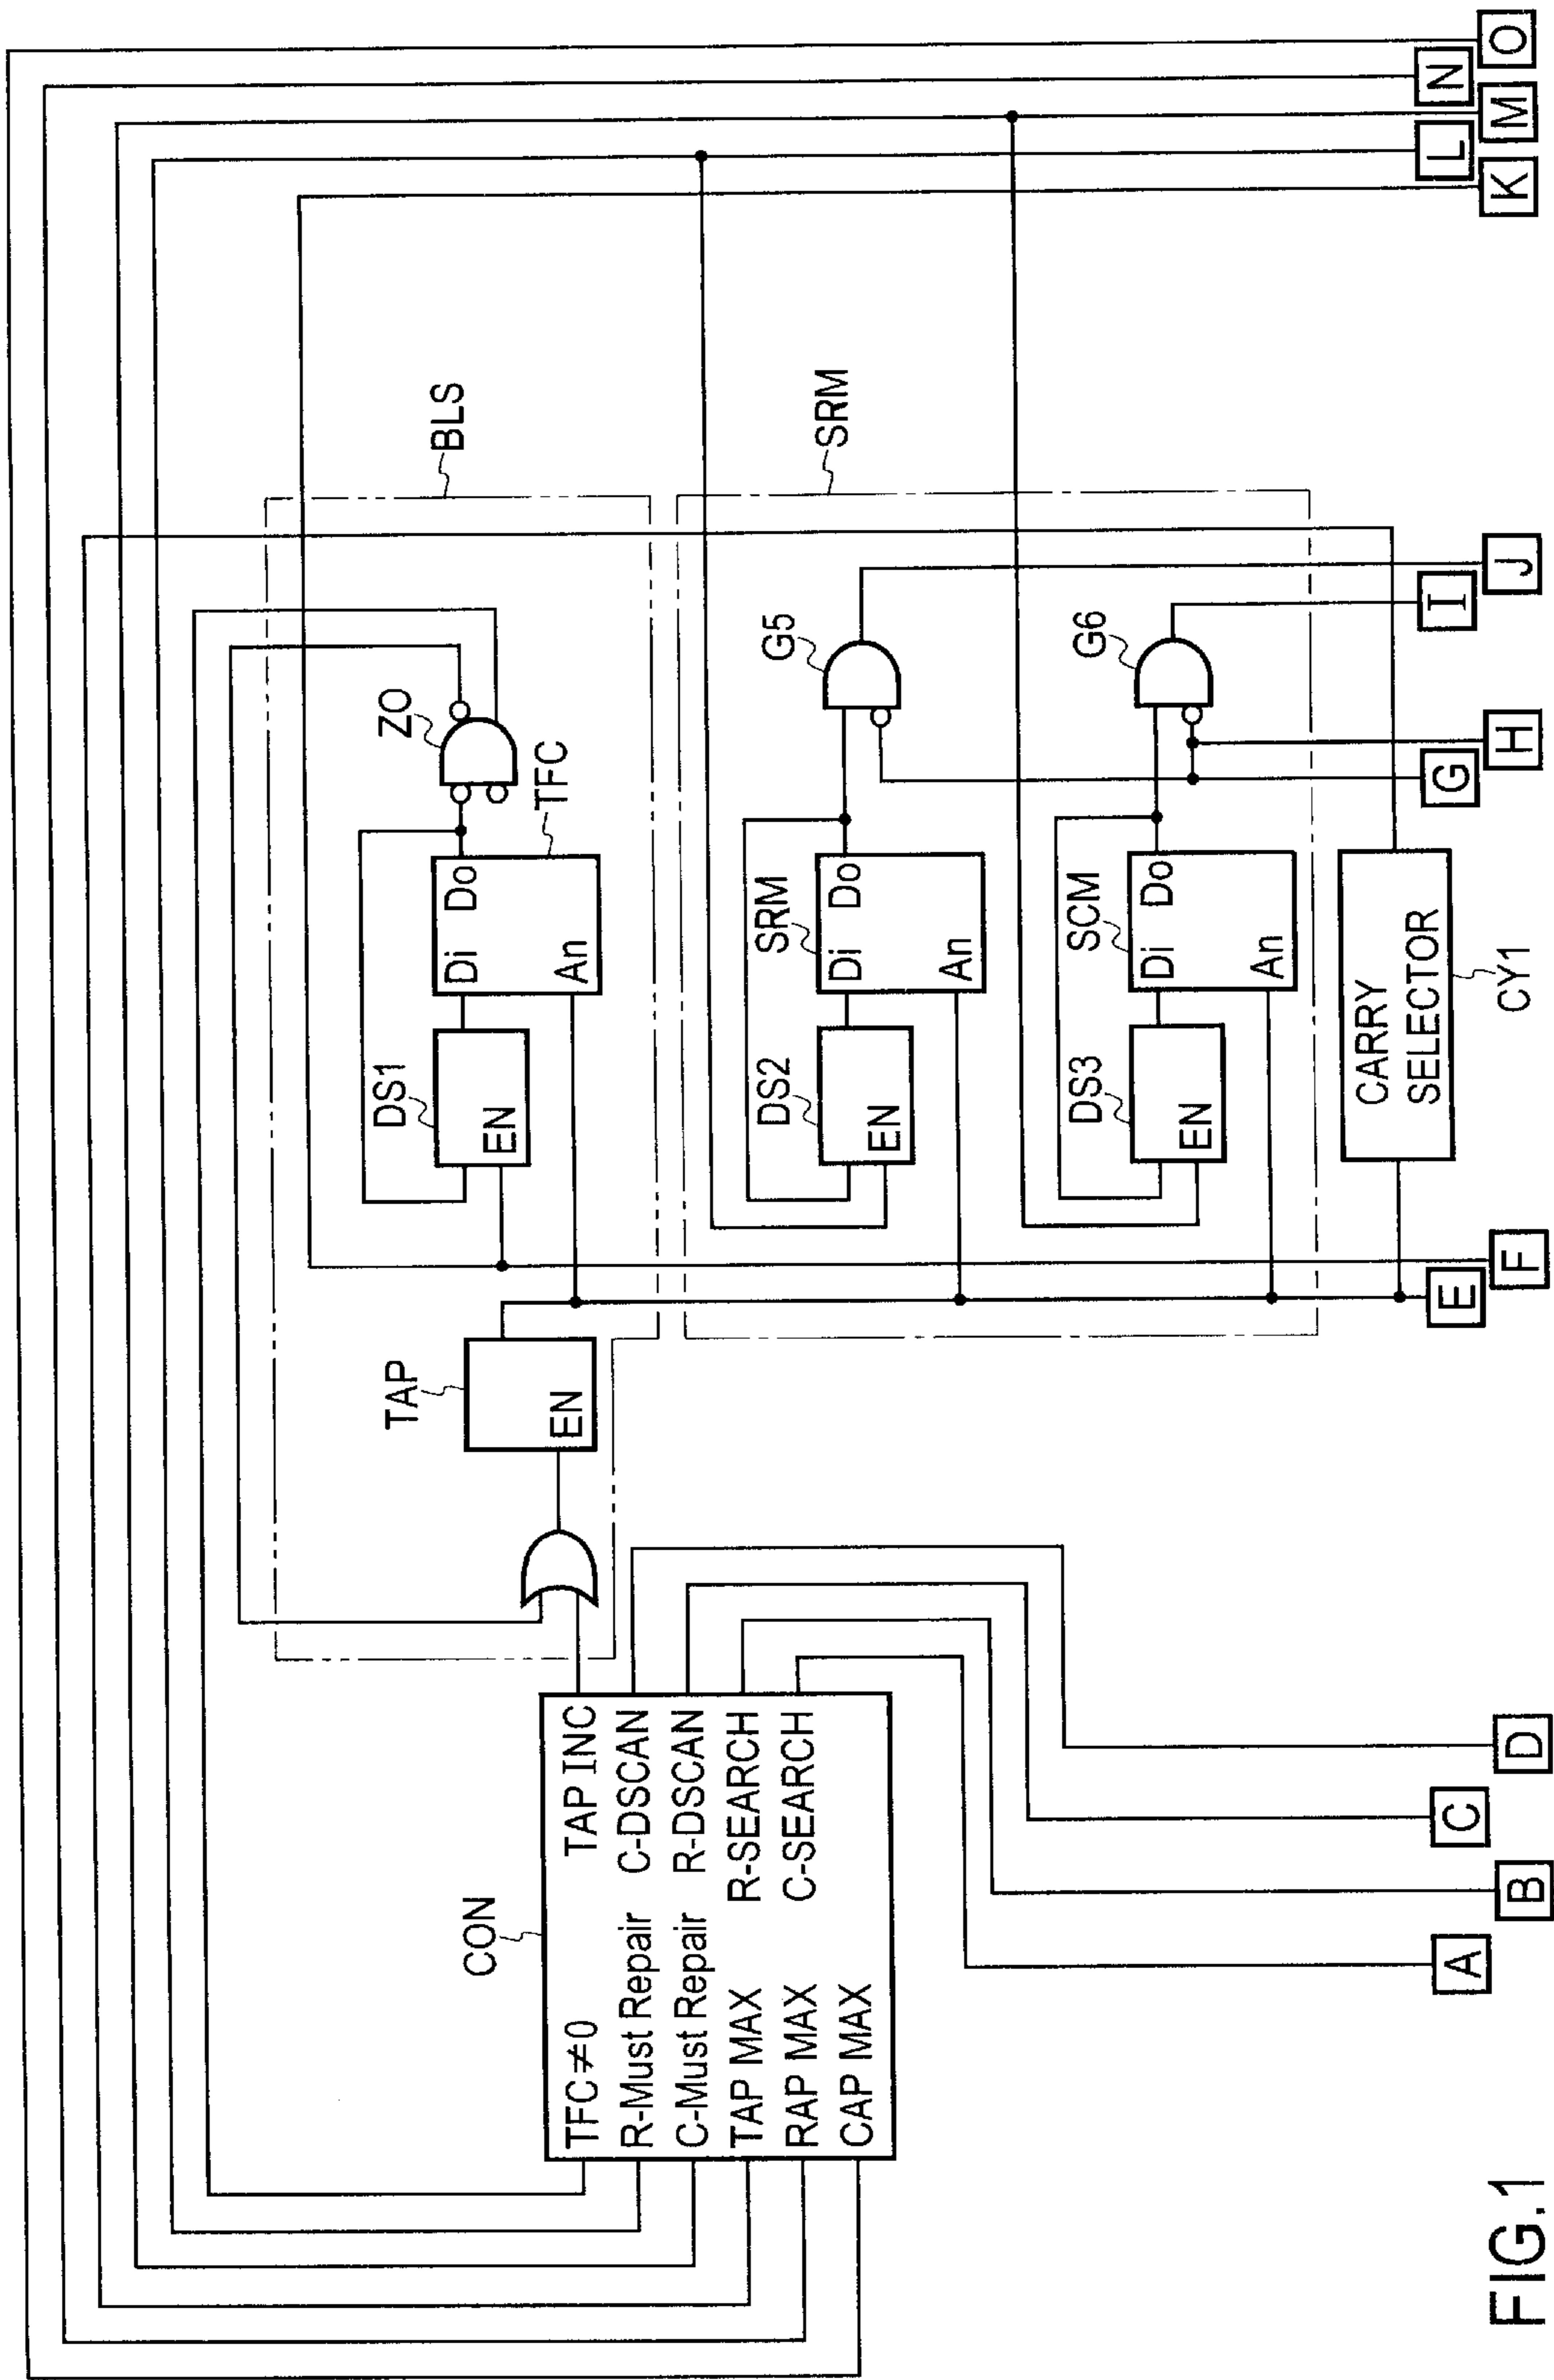 CON
TFC≠0 TAP INC
R-Must Repair C-DSCAN
C-Must Repair R-DSCAN
TAP MAX R-SEARCH
RAP MAX C-SEARCH
CAP MAX
TAP
EN
BLS
DS1
EN
ZO
TFC
Di Do
An
SRM
DS2
EN
SRM
Di Do
An
G5
DS3
EN
SCM
Di Do
An
G6
CARRY
SELECTOR
CY1
A
B
C
D
E
F
G
H
I
J
K
L
M
N
O
FIG.1